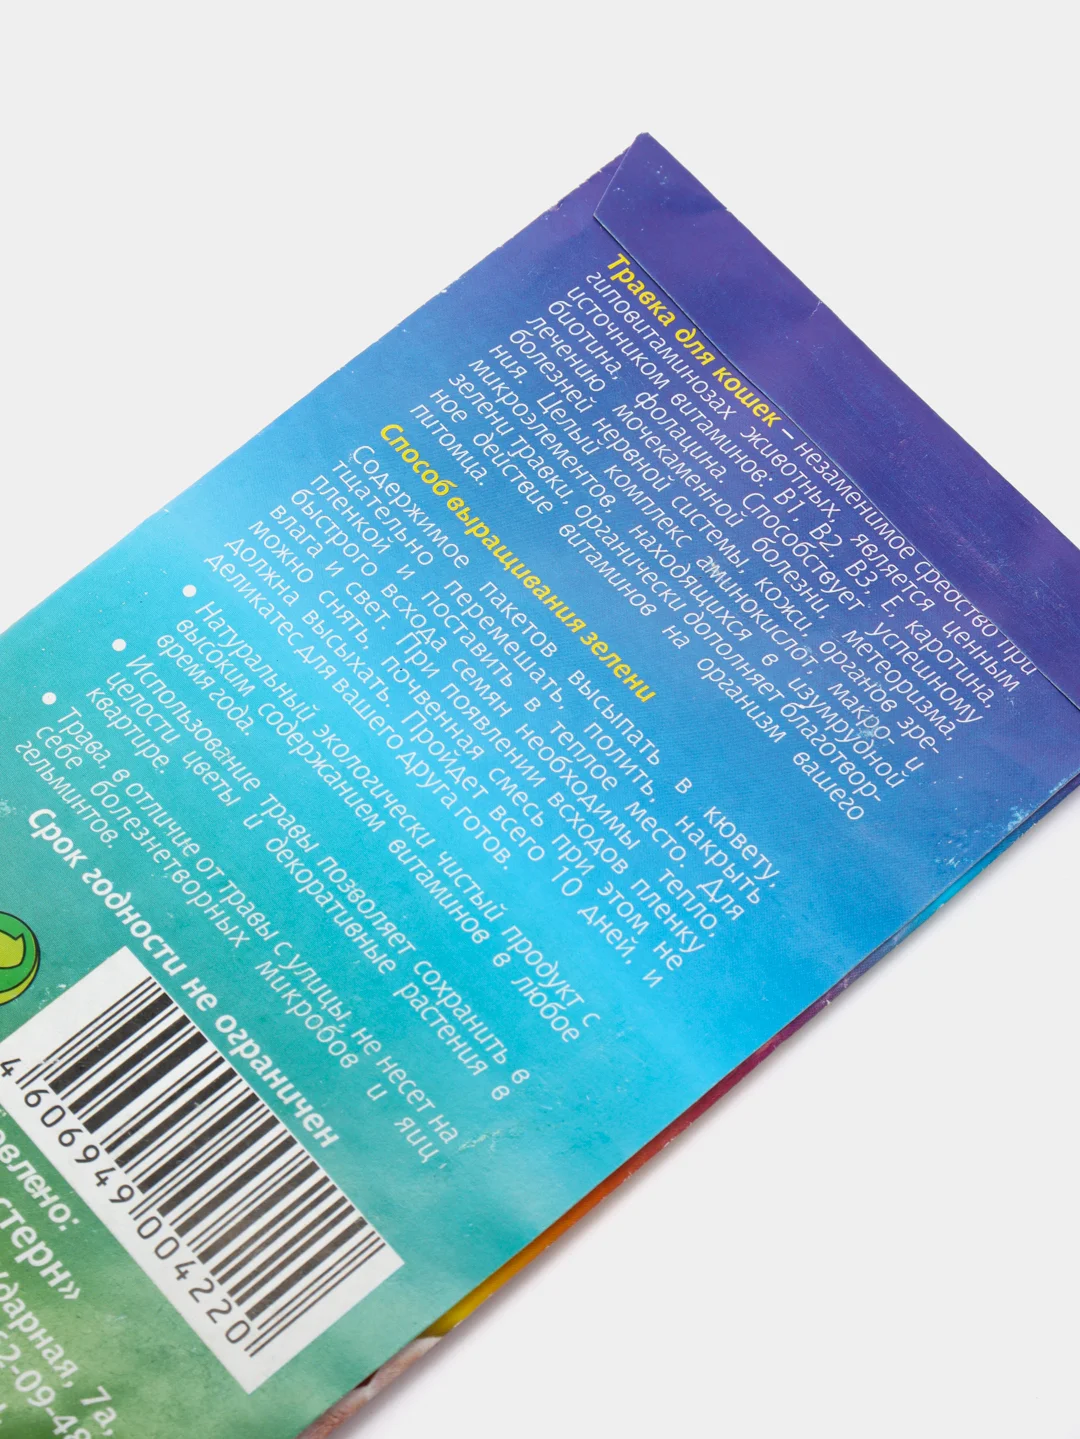 Травка для кошек – незаменимое средство при
гиповитаминозах животных, является ценным
источником витаминов: В1, В2, В3, Е, каротина,
биотина, фолацина. Способствует успешному
лечению мочекаменной болезни, метеоризма,
болезней нервной системы, кожи, органов зре-
ния. Целый комплекс аминокислот, макро- и
микроэлементов, находящихся в изумрудной
зелени травки, органически дополняет благотвор-
ное действие витаминов на организм вашего
питомца.
Способ выращивания зелени
Содержимое пакетов высыпать в кювету,
тщательно перемешать, полить, накрыть
пленкой и поставить в теплое место. Для
быстрого всхода семян необходимы тепло,
влага и свет. При появлении всходов пленку
можно снять, почвенная смесь при этом не
должна высыхать. Пройдет всего 10 дней, и
деликатес для вашего друга готов.
• Натуральный экологически чистый продукт с
высоким содержанием витаминов в любое
время года.
• Использование травы позволяет сохранить в
целости цветы и декоративные растения в
квартире.
• Трава, в отличие от травы с улицы, не несет на
себе болезнетворных микробов и яиц,
гельминтов.
Срок годности не ограничен
4 606949 004220
овлено:
стерн»
Ударная, 7а,
2-09-48